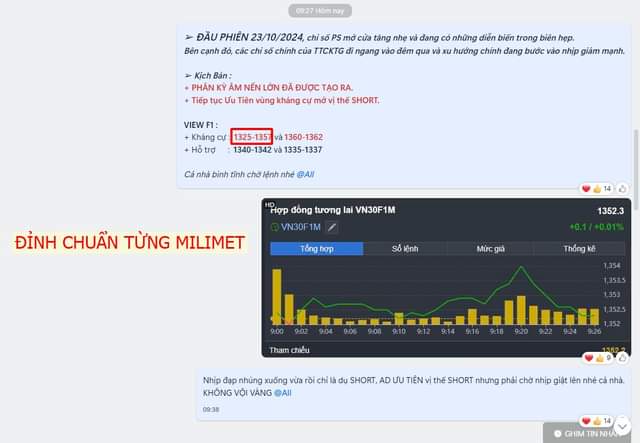 09:27 Hôm nay
➢ ĐẦU PHIÊN 23/10/2024, chỉ số PS mở cửa tăng nhẹ và đang có những diễn biến trong biên hẹp.
Bên cạnh đó, các chỉ số chính của TTCKTG đi ngang vào đêm qua và xu hướng chính đang bước vào nhịp giảm mạnh.
➢ Kịch Bản :
+ PHÂN KỲ ÂM NẾN LỚN ĐÃ ĐƯỢC TẠO RA.
+ Tiếp tục Ưu Tiên vùng kháng cự mở vị thế SHORT.
VIEW F1 :
+ Kháng cự : 1325-1357 và 1360-1362
+ Hỗ trợ : 1340-1342 và 1335-1337
Cả nhà bình tĩnh chờ lệnh nhé @All
14
ĐỈNH CHUẨN TỪNG MILIMET
HD
Hợp đồng tương lai VN30F1M 1352.3
VN30F1M +0.1 / +0.01%
Tổng hợp Sổ lệnh Mức giá Thống kê
1,354
1,353.5
1,353
1,352.5
1,352
9:00 9:02 9:04 9:06 9:08 9:10 9:12 9:14 9:16 9:18 9:20 9:22 9:24 9:26
Tham chiếu 1352.2
9
Nhịp đạp nhúng xuống vừa rồi chỉ là dụ SHORT, AD ƯU TIÊN vị thế SHORT nhưng phải chờ nhịp giật lên nhé cả nhà.
KHÔNG VỘI VÀNG @All
09:38
14
GHIM TIN NHẮN